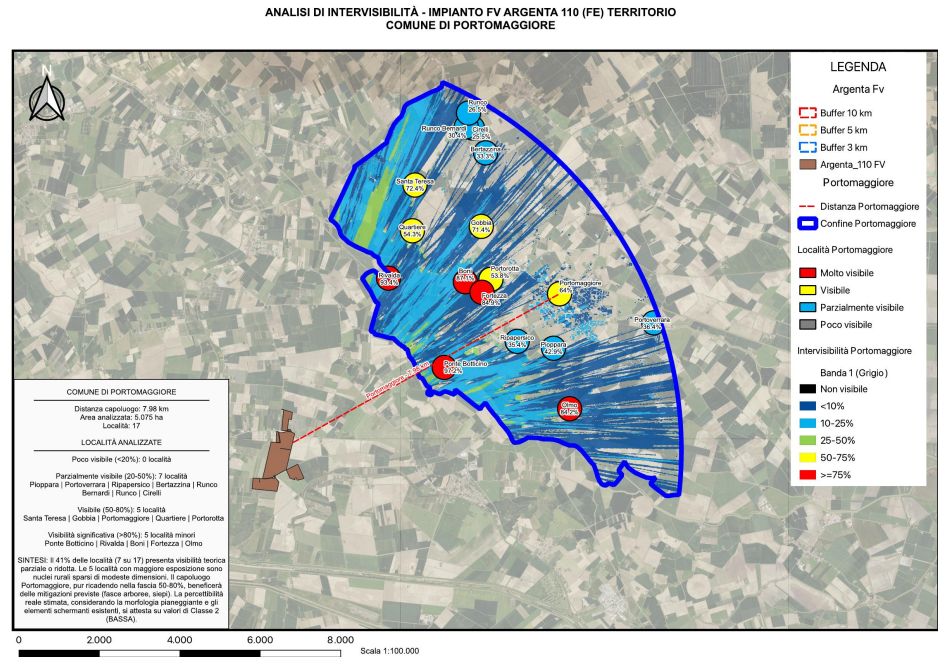 ANALISI DI INTERVISIBILITÀ - IMPIANTO FV ARGENTA 110 (FE) TERRITORIO
COMUNE DI PORTOMAGGIORE
N
Runco
26.9%
Runco Bernardi
30.4%
Cirelli
25.5%
Bertazzina
33.3%
Santa Teresa
72.4%
Quartiere
54.3%
Gobbia
71.4%
Rivalda
93.4%
Boni
87.1%
Portorotta
53.8%
Fortezza
84.9%
Portomaggiore
64%
Portoverrara
36.4%
Ripapersico
35.4%
Pioppara
42.9%
Ponte Botticino
97.2%
Portomaggiore - 7.98 km
Olmo
84.2%
LEGENDA
Argenta Fv
Buffer 10 km
Buffer 5 km
Buffer 3 km
Argenta_110 FV
Portomaggiore
Distanza Portomaggiore
Confine Portomaggiore
Località Portomaggiore
Molto visibile
Visibile
Parzialmente visibile
Poco visibile
Intervisibilità Portomaggiore
Banda 1 (Grigio)
Non visibile
<10%
10-25%
25-50%
50-75%
>=75%
COMUNE DI PORTOMAGGIORE
Distanza capoluogo: 7.98 km
Area analizzata: 5.075 ha
Località: 17
LOCALITÀ ANALIZZATE
Poco visibile (<20%): 0 località
Parzialmente visibile (20-50%): 7 località
Pioppara | Portoverrara | Ripapersico | Bertazzina | Runco
Bernardi | Runco | Cirelli
Visibile (50-80%): 5 località
Santa Teresa | Gobbia | Portomaggiore | Quartiere | Portorotta
Visibilità significativa (>80%): 5 località minori
Ponte Botticino | Rivalda | Boni | Fortezza | Olmo
SINTESI: Il 41% delle località (7 su 17) presenta visibilità teorica
parziale o ridotta. Le 5 località con maggiore esposizione sono
nuclei rurali sparsi di modeste dimensioni. Il capoluogo
Portomaggiore, pur ricadendo nella fascia 50-80%, beneficerà
delle mitigazioni previste (fasce arboree, siepi). La percettibilità
reale stimata, considerando la morfologia pianeggiante e gli
elementi schermanti esistenti, si attesta su valori di Classe 2
(BASSA).
0 2.000 4.000 6.000 8.000
Scala 1:100.000